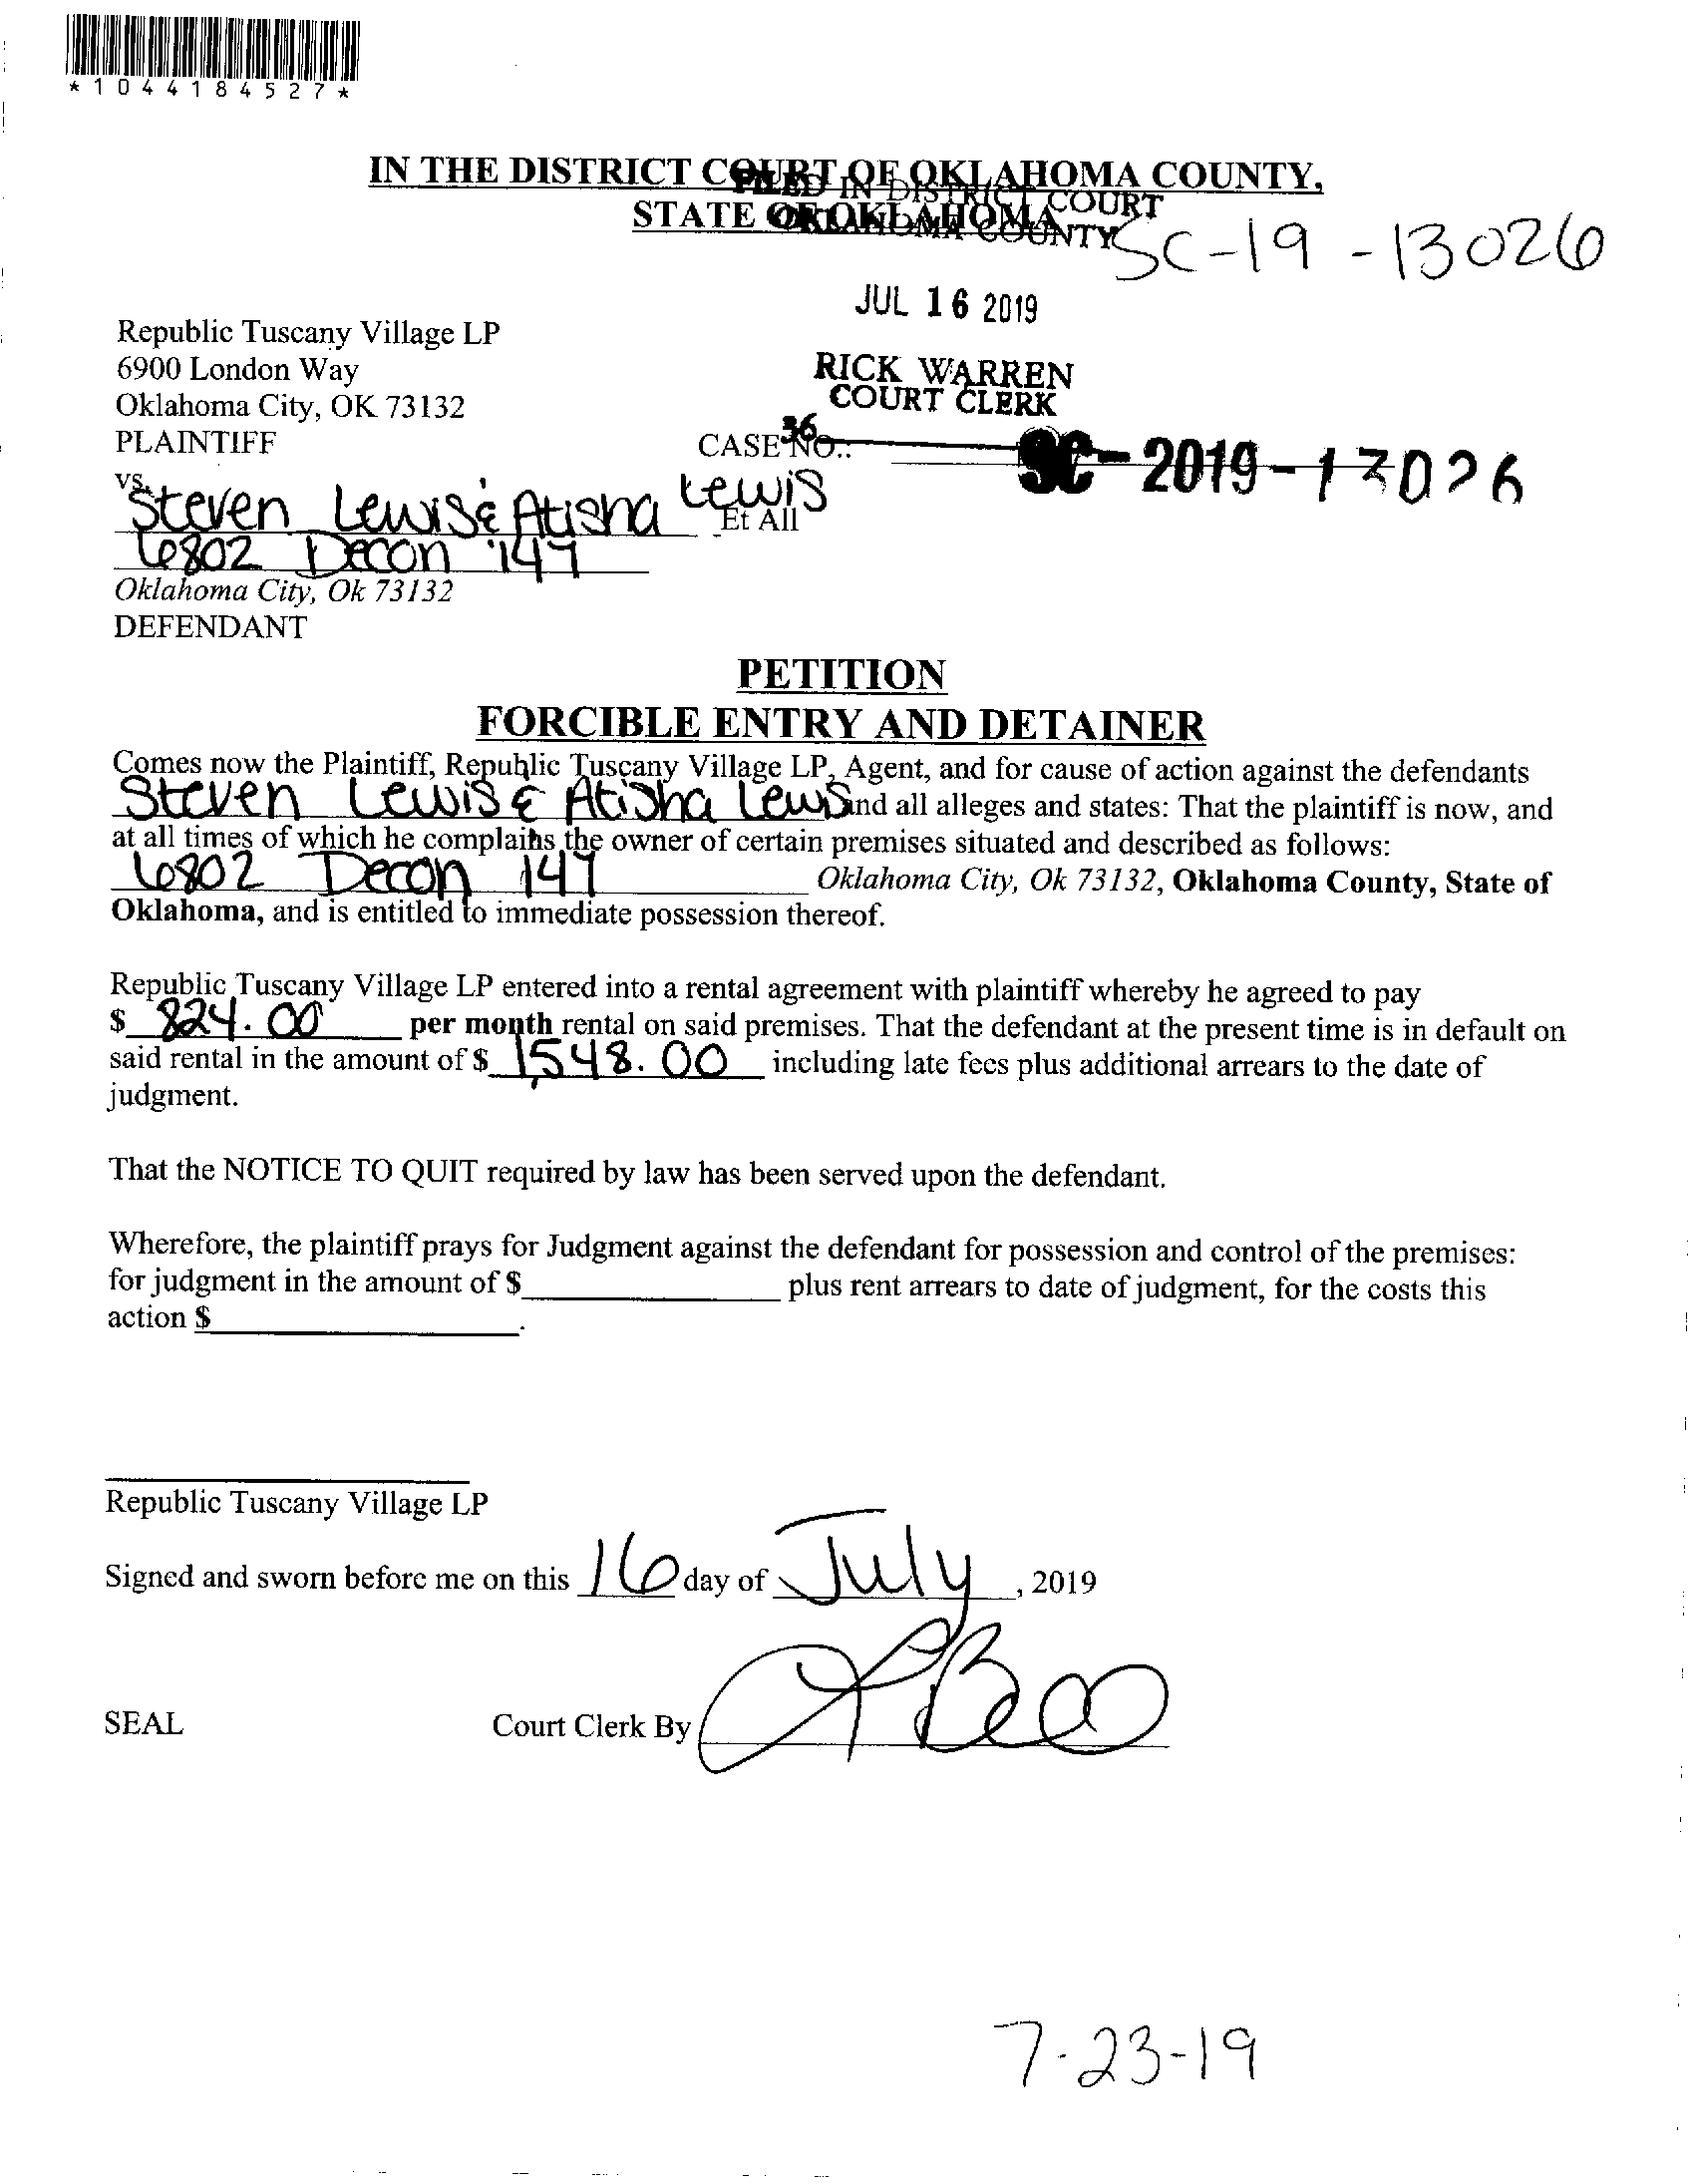 *1044184527*
IN THE DISTRICT COURT OF OKLAHOMA COUNTY,
STATE OF OKLAHOMA
FILED IN DISTRICT COURT
OKLAHOMA COUNTY
SC-19-13026
JUL 16 2019
Republic Tuscany Village LP
6900 London Way
RICK WARREN
COURT CLERK
Oklahoma City, OK 73132
PLAINTIFF
36
CASE NO.:
SC-2019-13026
vs.
Steven Lewis & Atisha Lewis
Et All
6802 Decon 147
Oklahoma City, Ok 73132
DEFENDANT
PETITION
FORCIBLE ENTRY AND DETAINER
Comes now the Plaintiff, Republic Tuscany Village LP, Agent, and for cause of action against the defendants
Steven Lewis & Atisha Lewis and all alleges and states: That the plaintiff is now, and
at all times of which he complains the owner of certain premises situated and described as follows:
6802 Decon 147 Oklahoma City, Ok 73132, Oklahoma County, State of
Oklahoma, and is entitled to immediate possession thereof.
Republic Tuscany Village LP entered into a rental agreement with plaintiff whereby he agreed to pay
$ 824.00 per month rental on said premises. That the defendant at the present time is in default on
said rental in the amount of $ 1,548.00 including late fees plus additional arrears to the date of
judgment.
That the NOTICE TO QUIT required by law has been served upon the defendant.
Wherefore, the plaintiff prays for Judgment against the defendant for possession and control of the premises:
for judgment in the amount of $ plus rent arrears to date of judgment, for the costs this
action $ .
Republic Tuscany Village LP
Signed and sworn before me on this 16 day of July, 2019
SEAL Court Clerk By
7-23-19